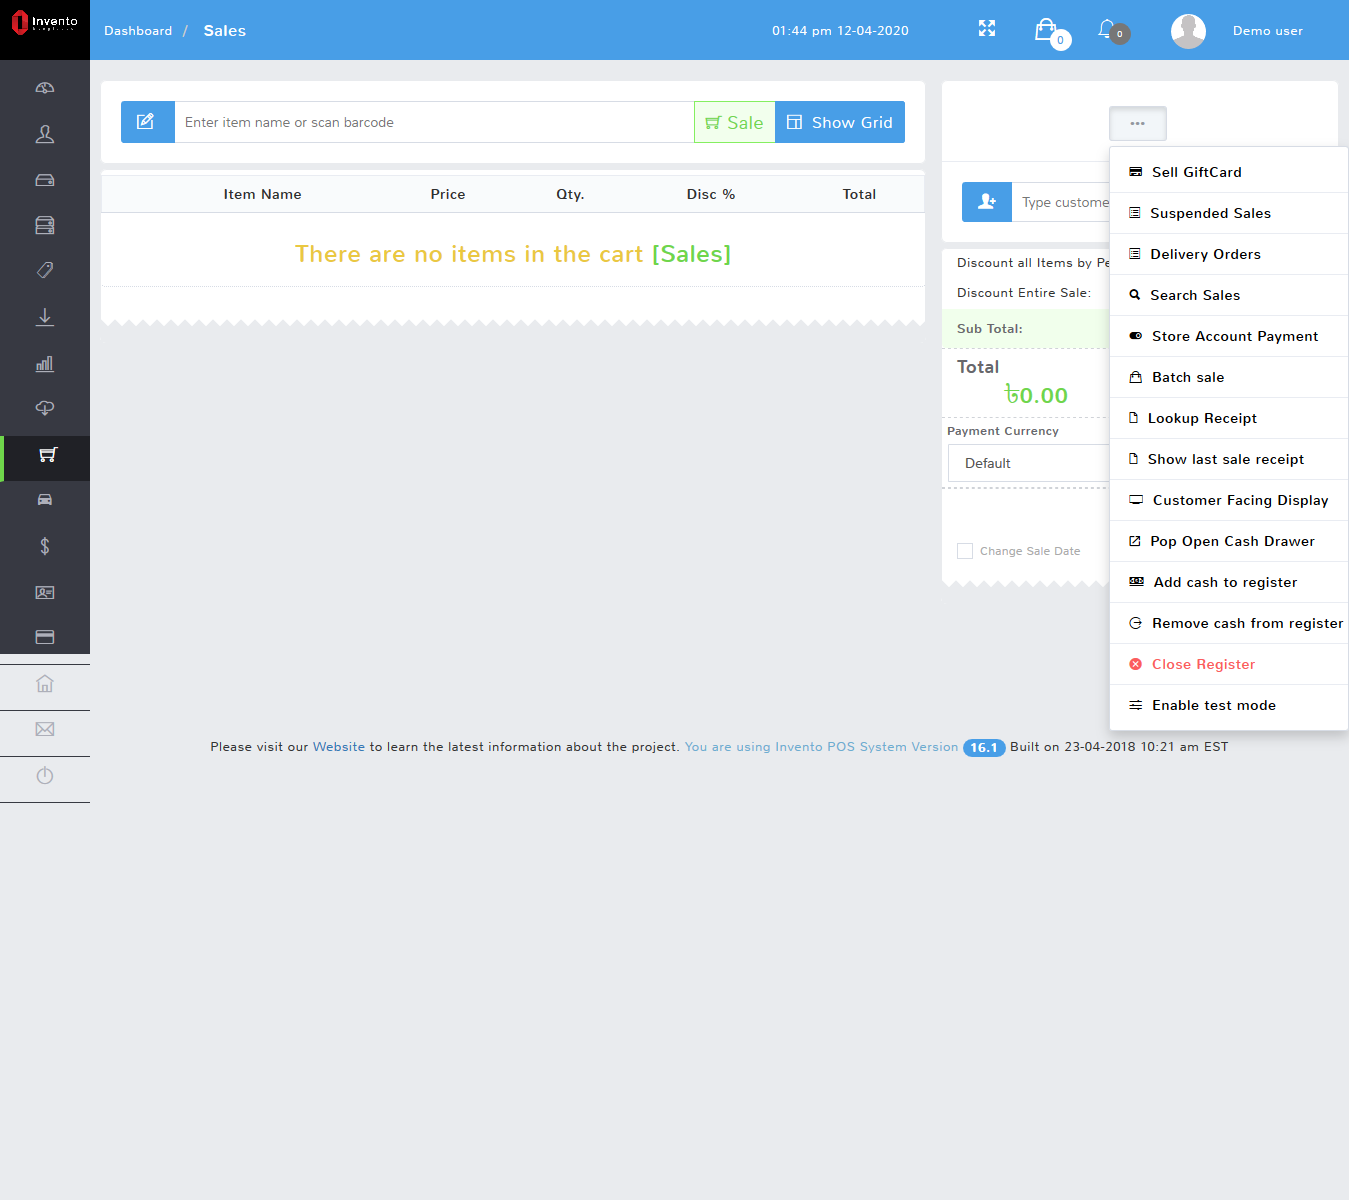 Invento
Dashboard / Sales
01:44 pm 12-04-2020
0
0
Demo user
Enter item name or scan barcode
Sale
Show Grid
Item Name Price Qty. Disc % Total
There are no items in the cart [Sales]
Type custome
Discount all Items by Pe
Discount Entire Sale:
Sub Total:
Total
৳0.00
Payment Currency
Default
Change Sale Date
Sell GiftCard
Suspended Sales
Delivery Orders
Search Sales
Store Account Payment
Batch sale
Lookup Receipt
Show last sale receipt
Customer Facing Display
Pop Open Cash Drawer
Add cash to register
Remove cash from register
Close Register
Enable test mode
Please visit our Website to learn the latest information about the project. You are using Invento POS System Version 16.1 Built on 23-04-2018 10:21 am EST